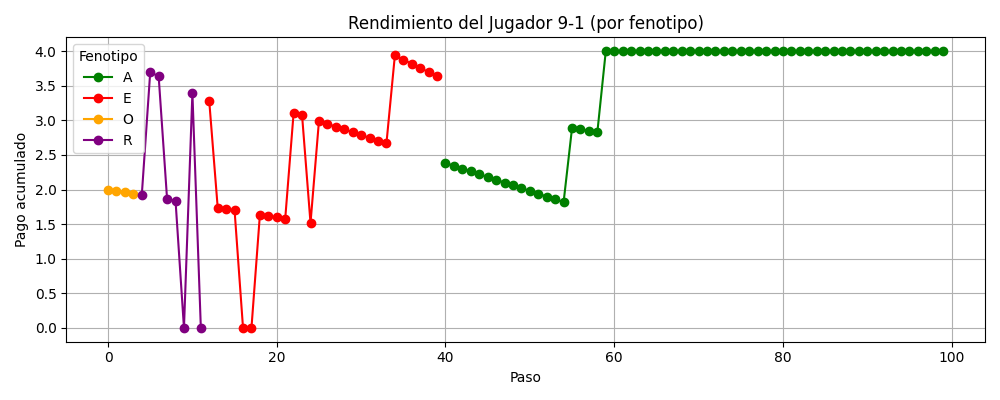 Rendimiento del Jugador 9-1 (por fenotipo)
Pago acumulado
4.0
3.5
3.0
2.5
2.0
1.5
1.0
0.5
0.0
Fenotipo
A
E
O
R
0 20 40 60 80 100
Paso